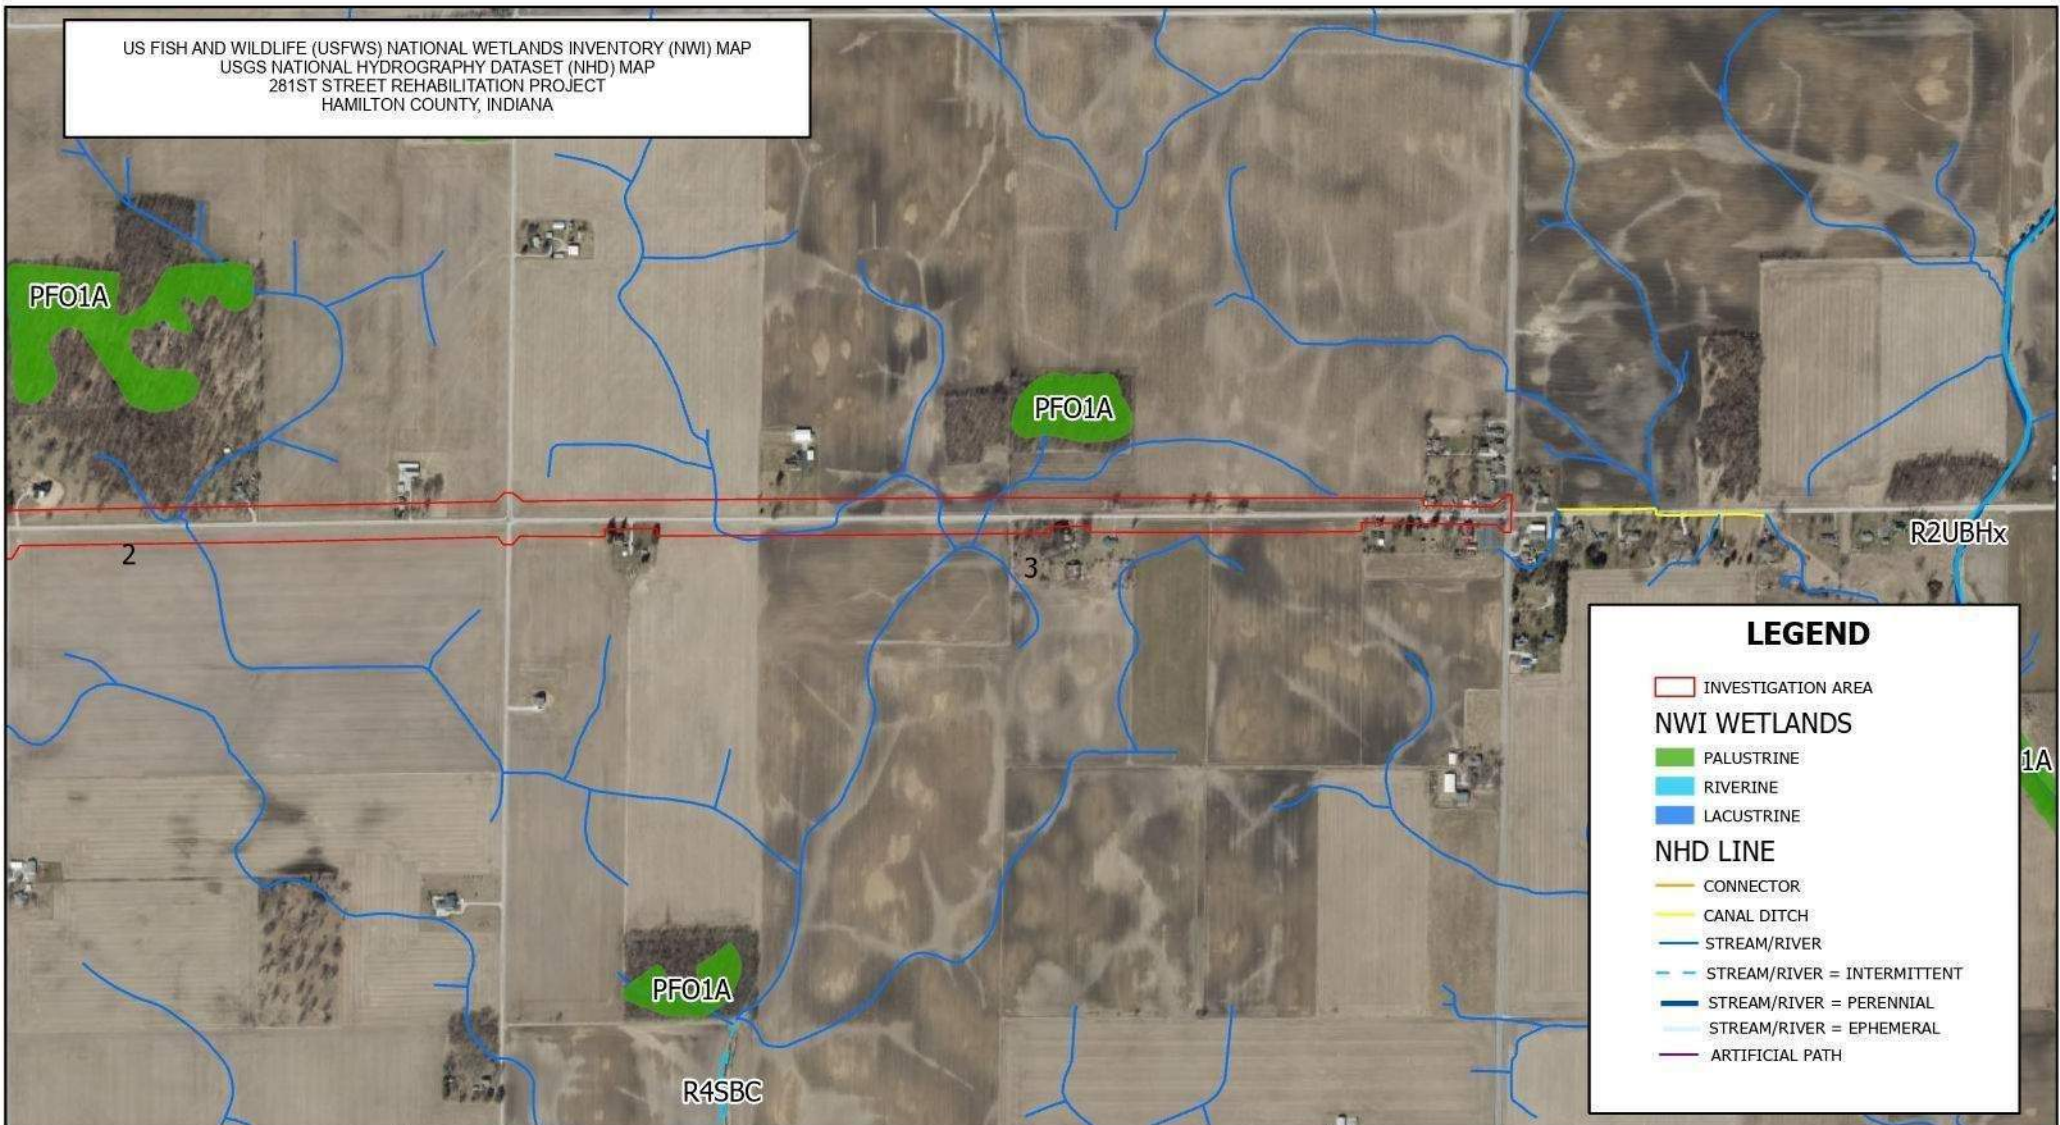 US FISH AND WILDLIFE (USFWS) NATIONAL WETLANDS INVENTORY (NWI) MAP
USGS NATIONAL HYDROGRAPHY DATASET (NHD) MAP
281ST STREET REHABILITATION PROJECT
HAMILTON COUNTY, INDIANA
PFO1A
PFO1A
R2UBHx
2
3
LEGEND
INVESTIGATION AREA
NWI WETLANDS
PALUSTRINE
1A
RIVERINE
LACUSTRINE
NHD LINE
CONNECTOR
CANAL DITCH
STREAM/RIVER
STREAM/RIVER = INTERMITTENT
STREAM/RIVER = PERENNIAL
STREAM/RIVER = EPHEMERAL
ARTIFICIAL PATH
PFO1A
R4SBC